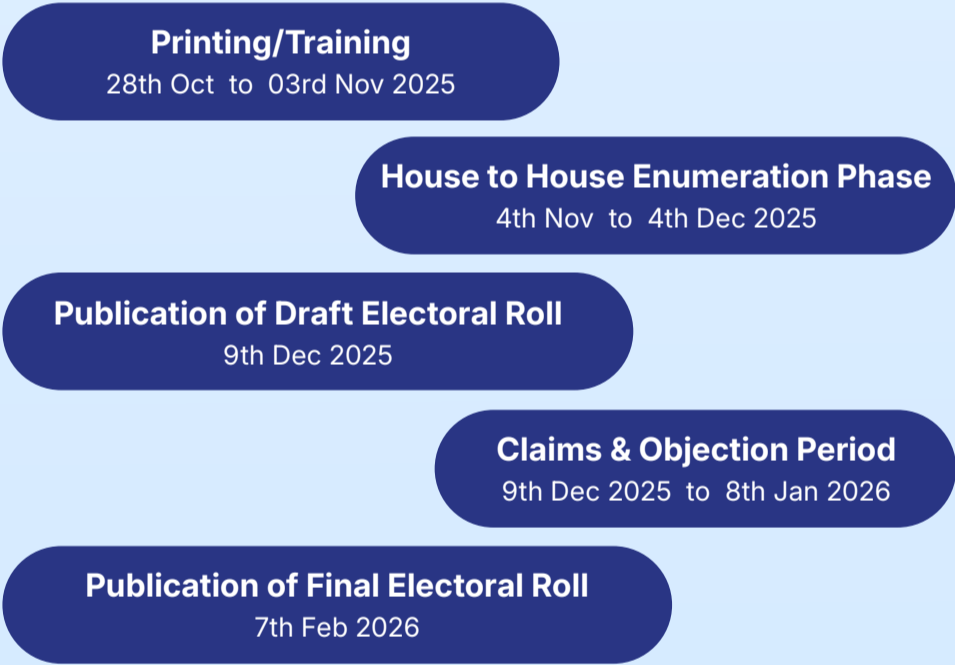 Printing/Training
28th Oct to 03rd Nov 2025
House to House Enumeration Phase
4th Nov to 4th Dec 2025
Publication of Draft Electoral Roll
9th Dec 2025
Claims & Objection Period
9th Dec 2025 to 8th Jan 2026
Publication of Final Electoral Roll
7th Feb 2026